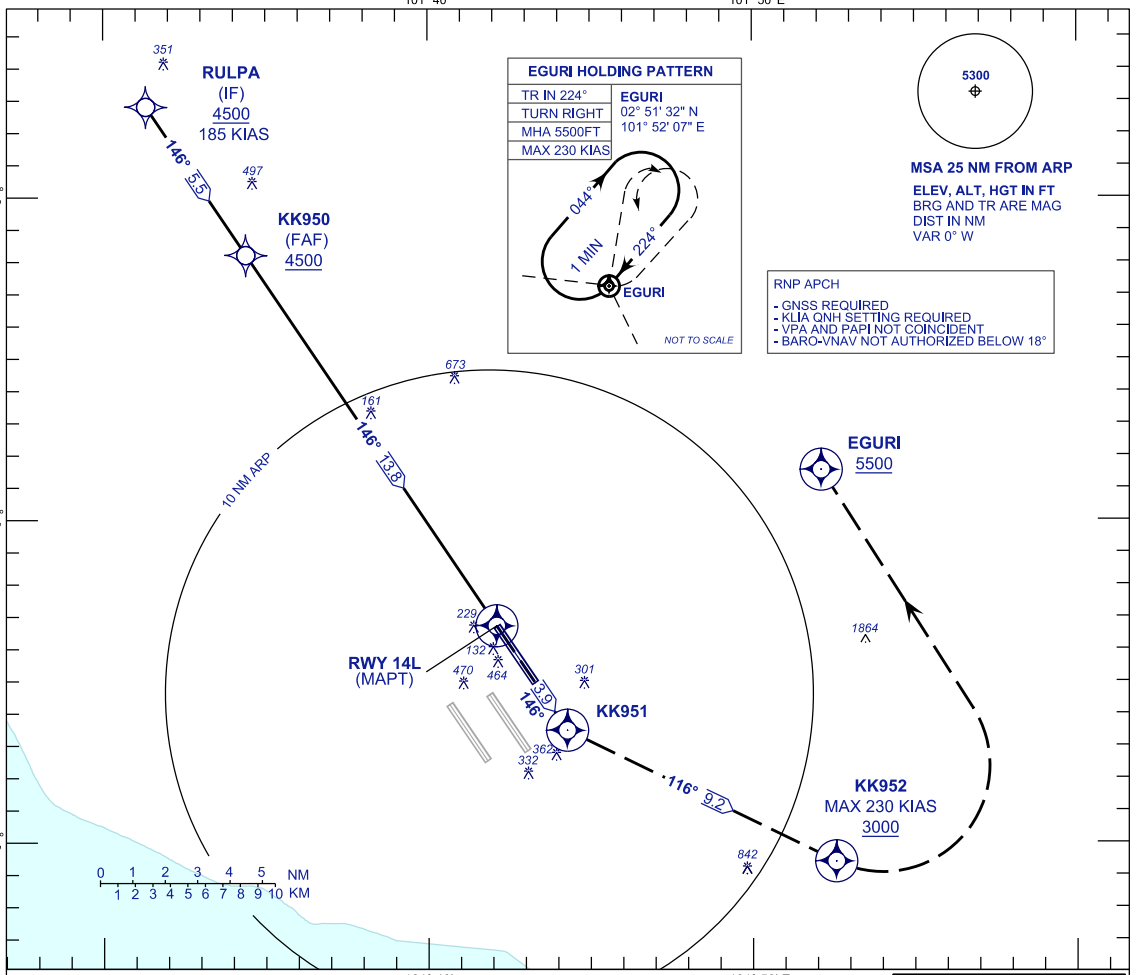 351
RULPA
(IF)
4500
185 KIAS
146° 5.5
497
KK950
(FAF)
4500
EGURI HOLDING PATTERN
TR IN 224°
TURN RIGHT
MHA 5500FT
MAX 230 KIAS
EGURI
02° 51' 32" N
101° 52' 07" E
044°
1 MIN
224°
EGURI
NOT TO SCALE
5300
MSA 25 NM FROM ARP
ELEV, ALT, HGT IN FT
BRG AND TR ARE MAG
DIST IN NM
VAR 0° W
RNP APCH
- GNSS REQUIRED
- KLIA QNH SETTING REQUIRED
- VPA AND PAPI NOT COINCIDENT
- BARO-VNAV NOT AUTHORIZED BELOW 18°
673
161
146° 13.8
10 NM ARP
EGURI
5500
229
132
464
470
RWY 14L
(MAPT)
301
1864
3.9
146°
KK951
362
332
116° 9.2
KK952
MAX 230 KIAS
3000
842
0 1 2 3 4 5 NM
1 2 3 4 5 6 7 8 9 10 KM